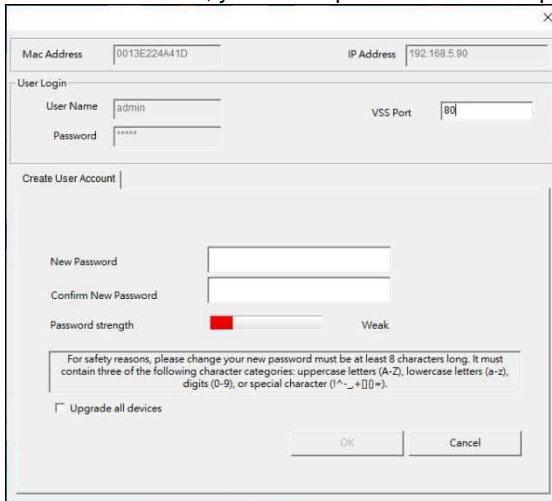 Mac Address 0013E224A41D IP Address 192.168.5.90
User Login
User Name admin VSS Port 80
Password *****
Create User Account
New Password
Confirm New Password
Password strength Weak
For safety reasons, please change your new password must be at least 8 characters long. It must
contain three of the following character categories: uppercase letters (A-Z), lowercase letters (a-z),
digits (0-9), or special character (!^-_,+[]{}=).
Upgrade all devices
OK Cancel